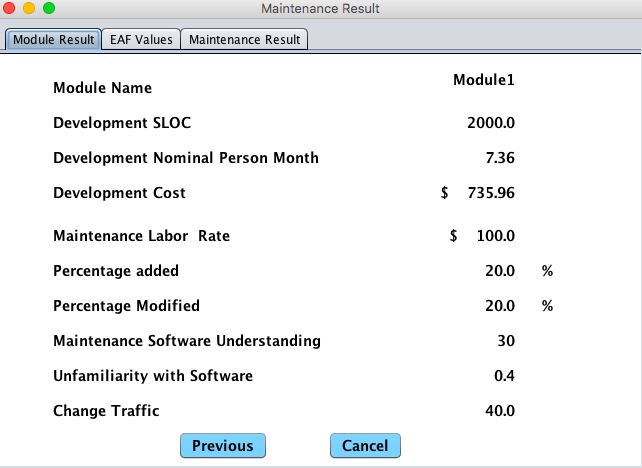 Maintenance Result
Module Result EAF Values Maintenance Result
Module Name Module1
Development SLOC 2000.0
Development Nominal Person Month 7.36
Development Cost $ 735.96
Maintenance Labor Rate $ 100.0
Percentage added 20.0 %
Percentage Modified 20.0 %
Maintenance Software Understanding 30
Unfamiliarity with Software 0.4
Change Traffic 40.0
Previous Cancel